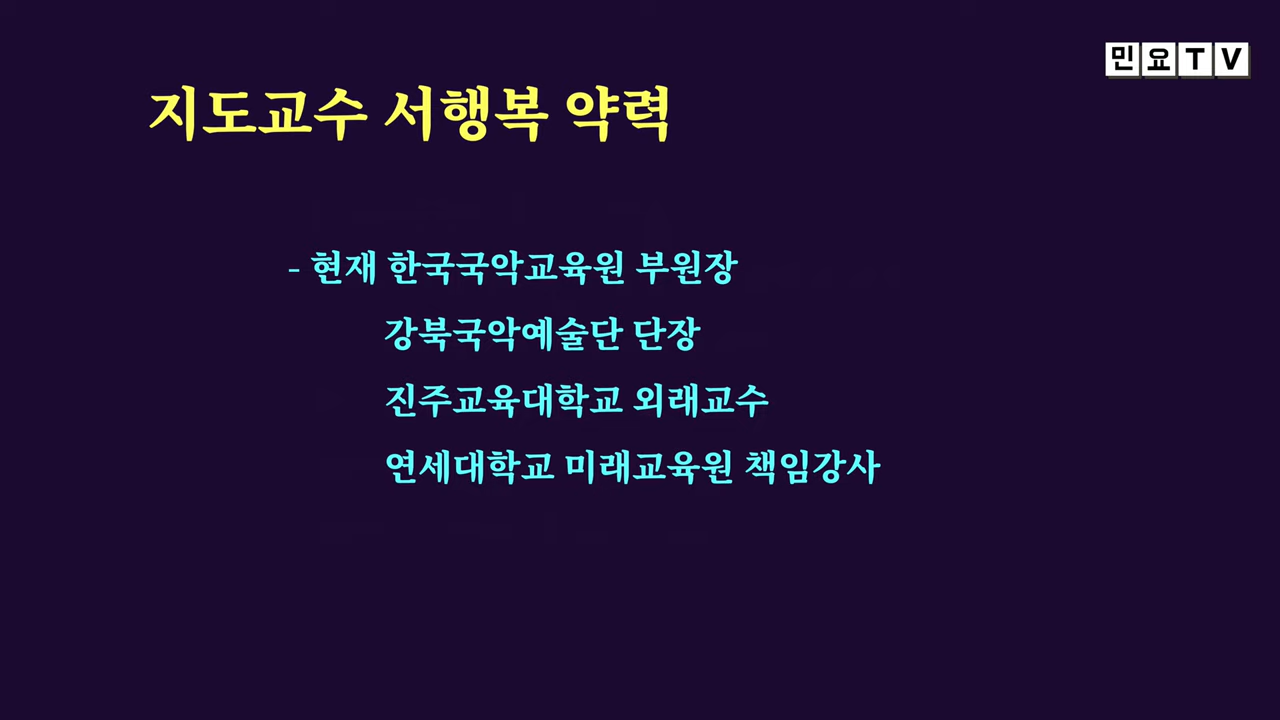 민요TV
지도교수 서행복 약력
- 현재 한국국악교육원 부원장
강북국악예술단 단장
진주교육대학교 외래교수
연세대학교 미래교육원 책임강사